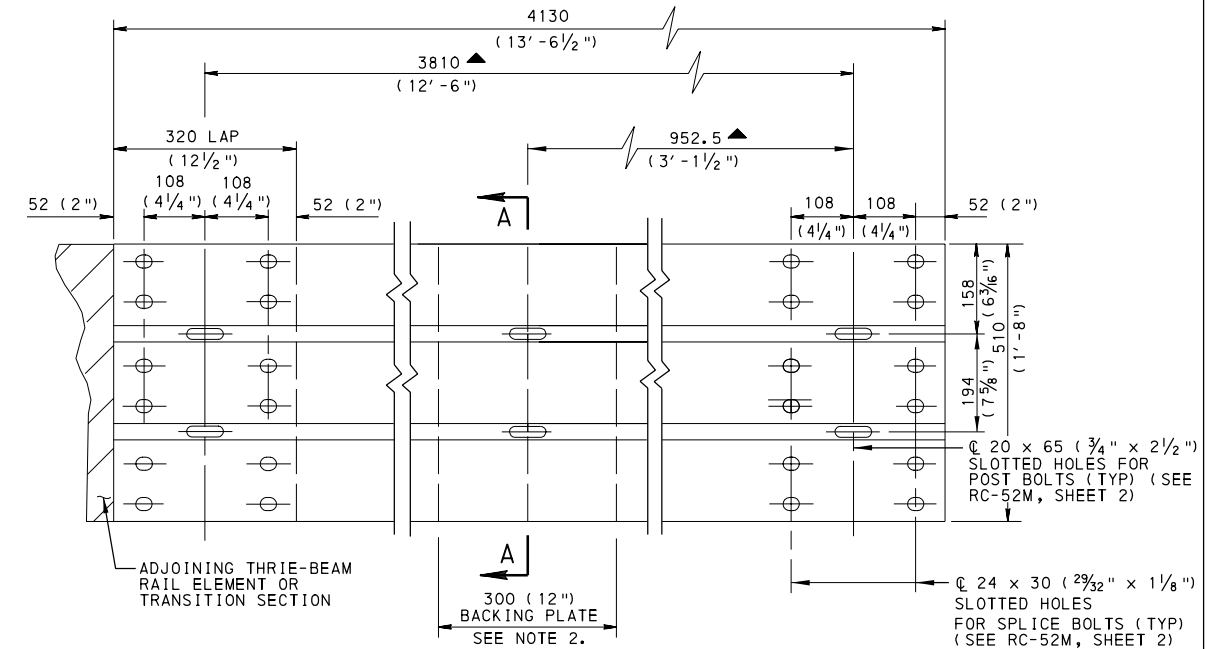 4130
(13'-6½")
3810 ▲
(12'-6")
320 LAP
(12½")
952.5 ▲
(3'-1½")
108
(4¼")
108
(4¼")
52 (2")
52 (2")
A
108
(4¼")
108
(4¼")
52 (2")
158
(6 3/16")
510
(1'-8")
194
(7⅝")
℄ 20 x 65 (¾" x 2½")
SLOTTED HOLES FOR
POST BOLTS (TYP) (SEE
RC-52M, SHEET 2)
A
ADJOINING THRIE-BEAM
RAIL ELEMENT OR
TRANSITION SECTION
300 (12")
BACKING PLATE
SEE NOTE 2.
℄ 24 x 30 (29/32" x 1⅛")
SLOTTED HOLES
FOR SPLICE BOLTS (TYP)
(SEE RC-52M, SHEET 2)